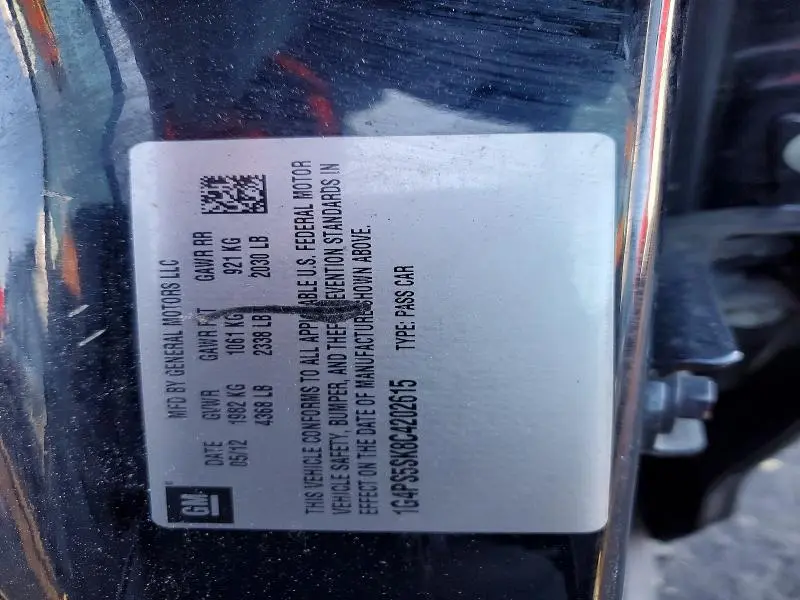 MFD BY GENERAL MOTORS LLC
DATE GVWR GAWR FRT GAWR RR
05/12 1982 KG 1061 KG 921 KG
4368 LB 2338 LB 2030 LB
GM
THIS VEHICLE CONFORMS TO ALL APPLICABLE U.S. FEDERAL MOTOR
VEHICLE SAFETY, BUMPER, AND THEFT PREVENTION STANDARDS IN
EFFECT ON THE DATE OF MANUFACTURE SHOWN ABOVE.
1G4PS5SK8C4202615 TYPE: PASS CAR